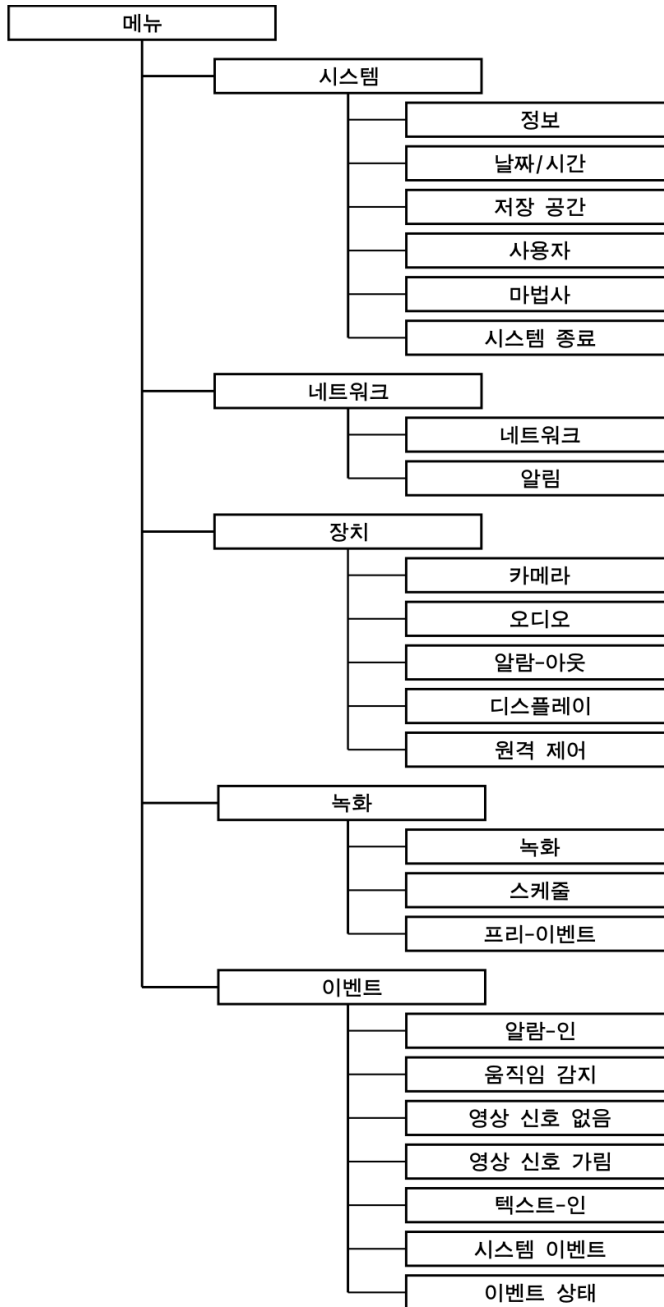 메뉴
시스템
정보
날짜/시간
저장 공간
사용자
마법사
시스템 종료
네트워크
네트워크
알림
장치
카메라
오디오
알람-아웃
디스플레이
원격 제어
녹화
녹화
스케줄
프리-이벤트
이벤트
알람-인
움직임 감지
영상 신호 없음
영상 신호 가림
텍스트-인
시스템 이벤트
이벤트 상태